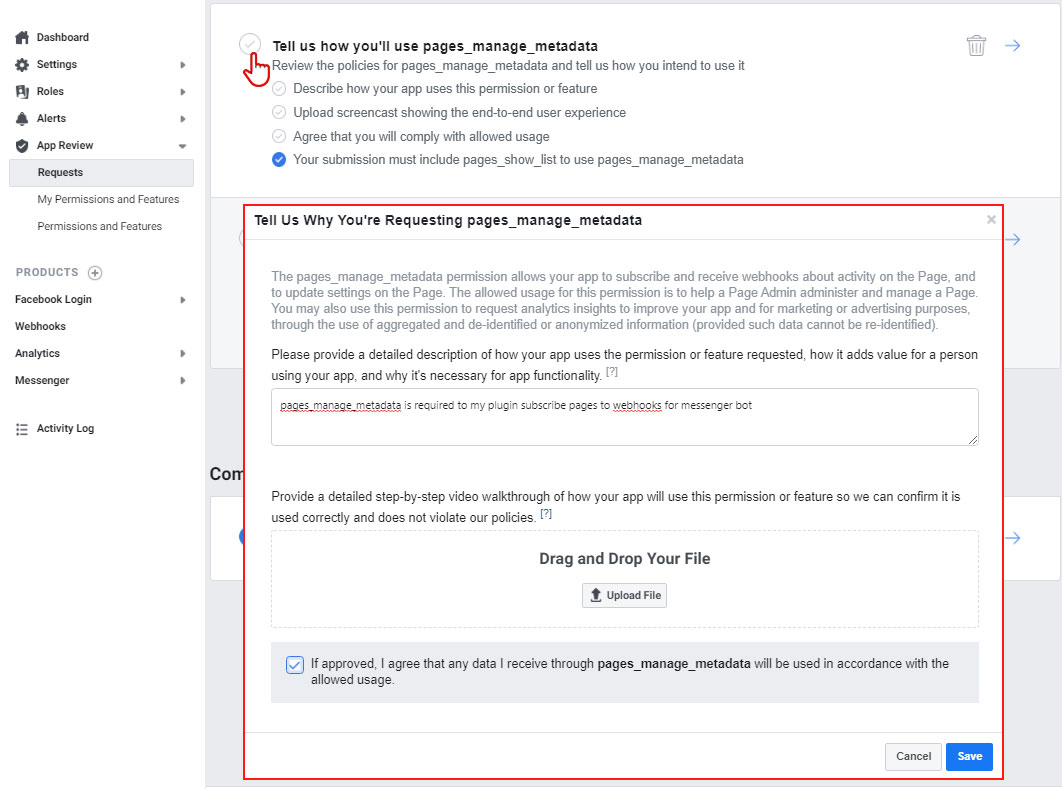 Dashboard
Settings
Roles
Alerts
App Review
Requests
My Permissions and Features
Permissions and Features
PRODUCTS
Facebook Login
Webhooks
Analytics
Messenger
Activity Log
Tell us how you'll use pages_manage_metadata
Review the policies for pages_manage_metadata and tell us how you intend to use it
Describe how your app uses this permission or feature
Upload screencast showing the end-to-end user experience
Agree that you will comply with allowed usage
Your submission must include pages_show_list to use pages_manage_metadata
Com
Tell Us Why You're Requesting pages_manage_metadata
The pages_manage_metadata permission allows your app to subscribe and receive webhooks about activity on the Page, and
to update settings on the Page. The allowed usage for this permission is to help a Page Admin administer and manage a Page.
You may also use this permission to request analytics insights to improve your app and for marketing or advertising purposes,
through the use of aggregated and de-identified or anonymized information (provided such data cannot be re-identified).
Please provide a detailed description of how your app uses the permission or feature requested, how it adds value for a person
using your app, and why it's necessary for app functionality. [?]
pages_manage_metadata is required to my plugin subscribe pages to webhooks for messenger bot
Provide a detailed step-by-step video walkthrough of how your app will use this permission or feature so we can confirm it is
used correctly and does not violate our policies. [?]
Drag and Drop Your File
Upload File
If approved, I agree that any data I receive through pages_manage_metadata will be used in accordance with the
allowed usage.
Cancel
Save